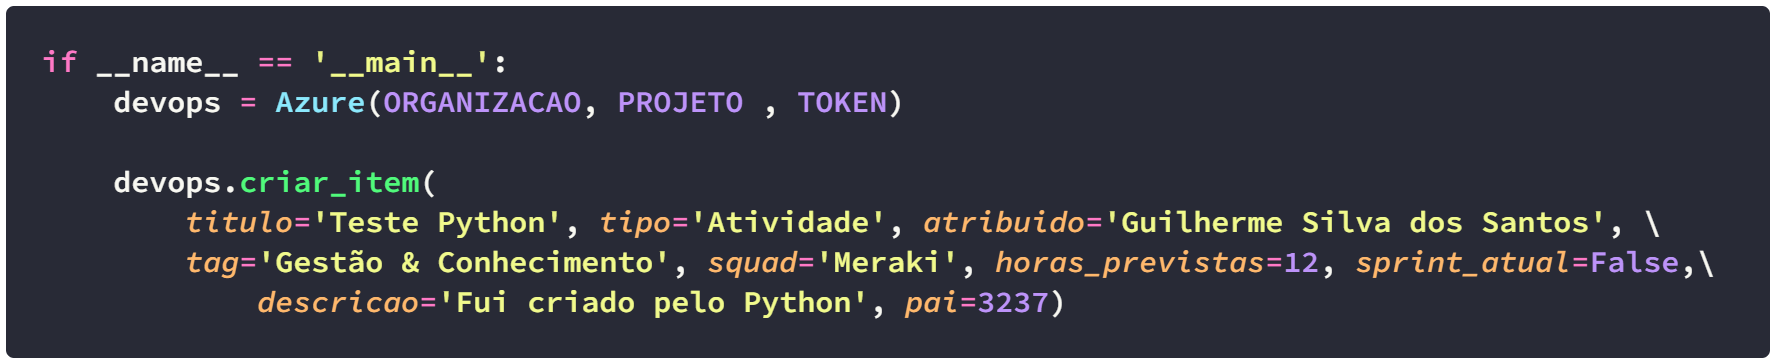 if __name__ == '__main__':
    devops = Azure(ORGANIZACAO, PROJETO , TOKEN)

    devops.criar_item(
        titulo='Teste Python', tipo='Atividade', atribuido='Guilherme Silva dos Santos', \
        tag='Gestão & Conhecimento', squad='Meraki', horas_previstas=12, sprint_atual=False,\
            descricao='Fui criado pelo Python', pai=3237)